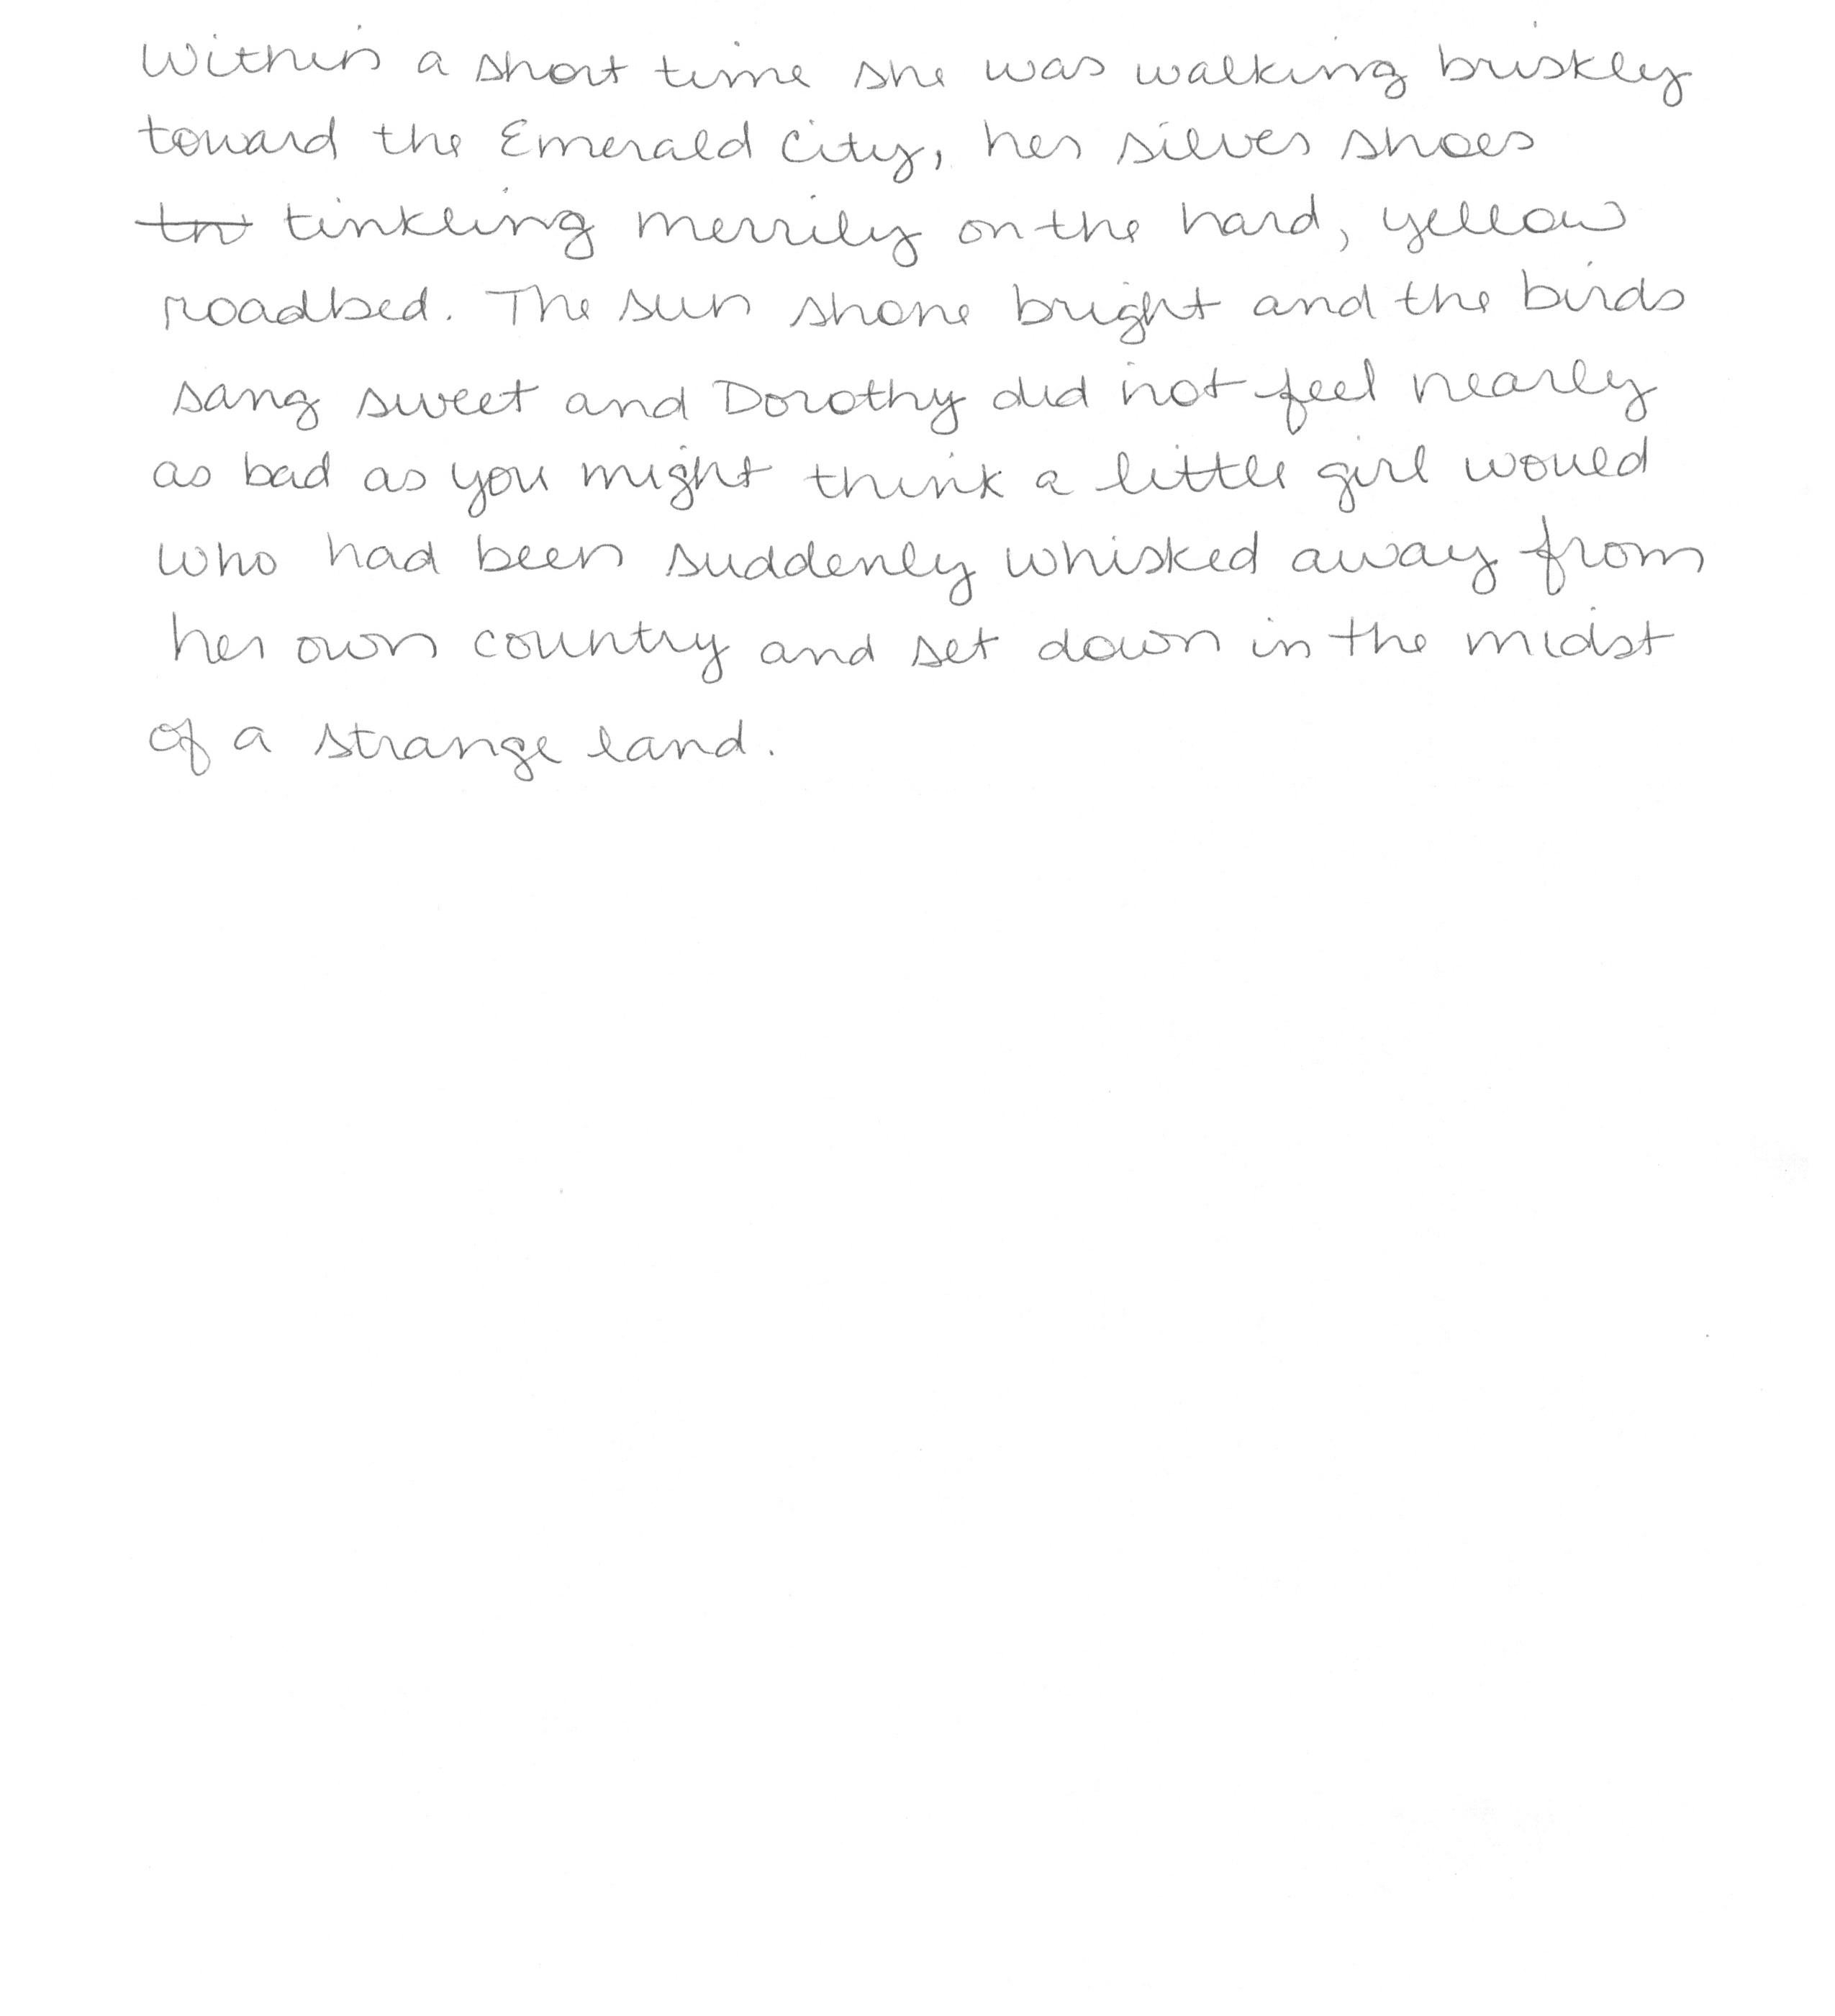 Within a short time she was walking briskly
toward the Emerald City, her silver shoes
tn tinkling merrily on the hard, yellow
roadbed. The sun shone bright and the birds
sang sweet and Dorothy did not feel nearly
as bad as you might think a little girl would
who had been suddenly whisked away from
her own country and set down in the midst
of a strange land.